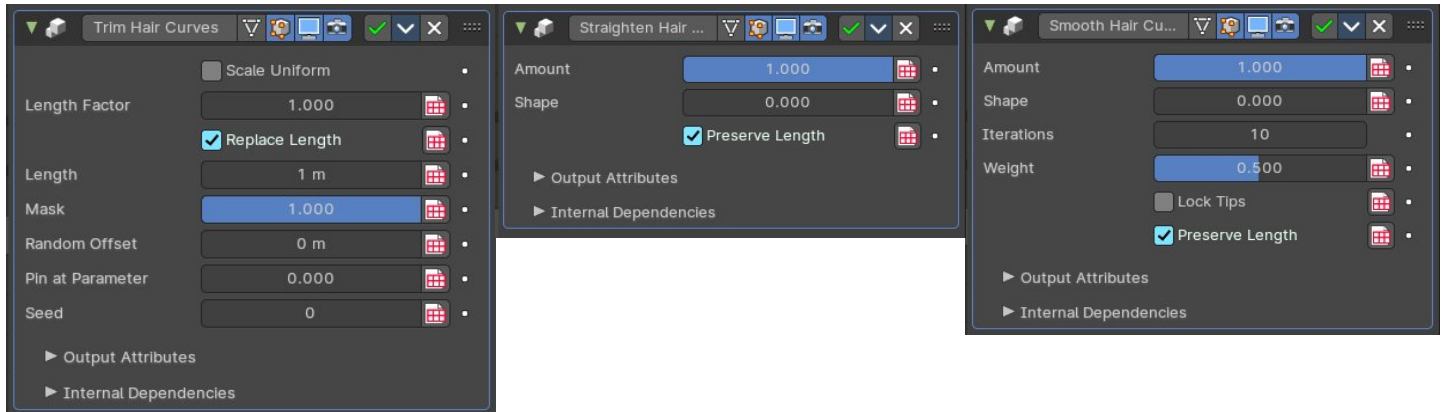 Trim Hair Curves
Scale Uniform
Length Factor 1.000
Replace Length
Length 1 m
Mask 1.000
Random Offset 0 m
Pin at Parameter 0.000
Seed 0
Output Attributes
Internal Dependencies
Straighten Hair ...
Amount 1.000
Shape 0.000
Preserve Length
Output Attributes
Internal Dependencies
Smooth Hair Cu...
Amount 1.000
Shape 0.000
Iterations 10
Weight 0.500
Lock Tips
Preserve Length
Output Attributes
Internal Dependencies